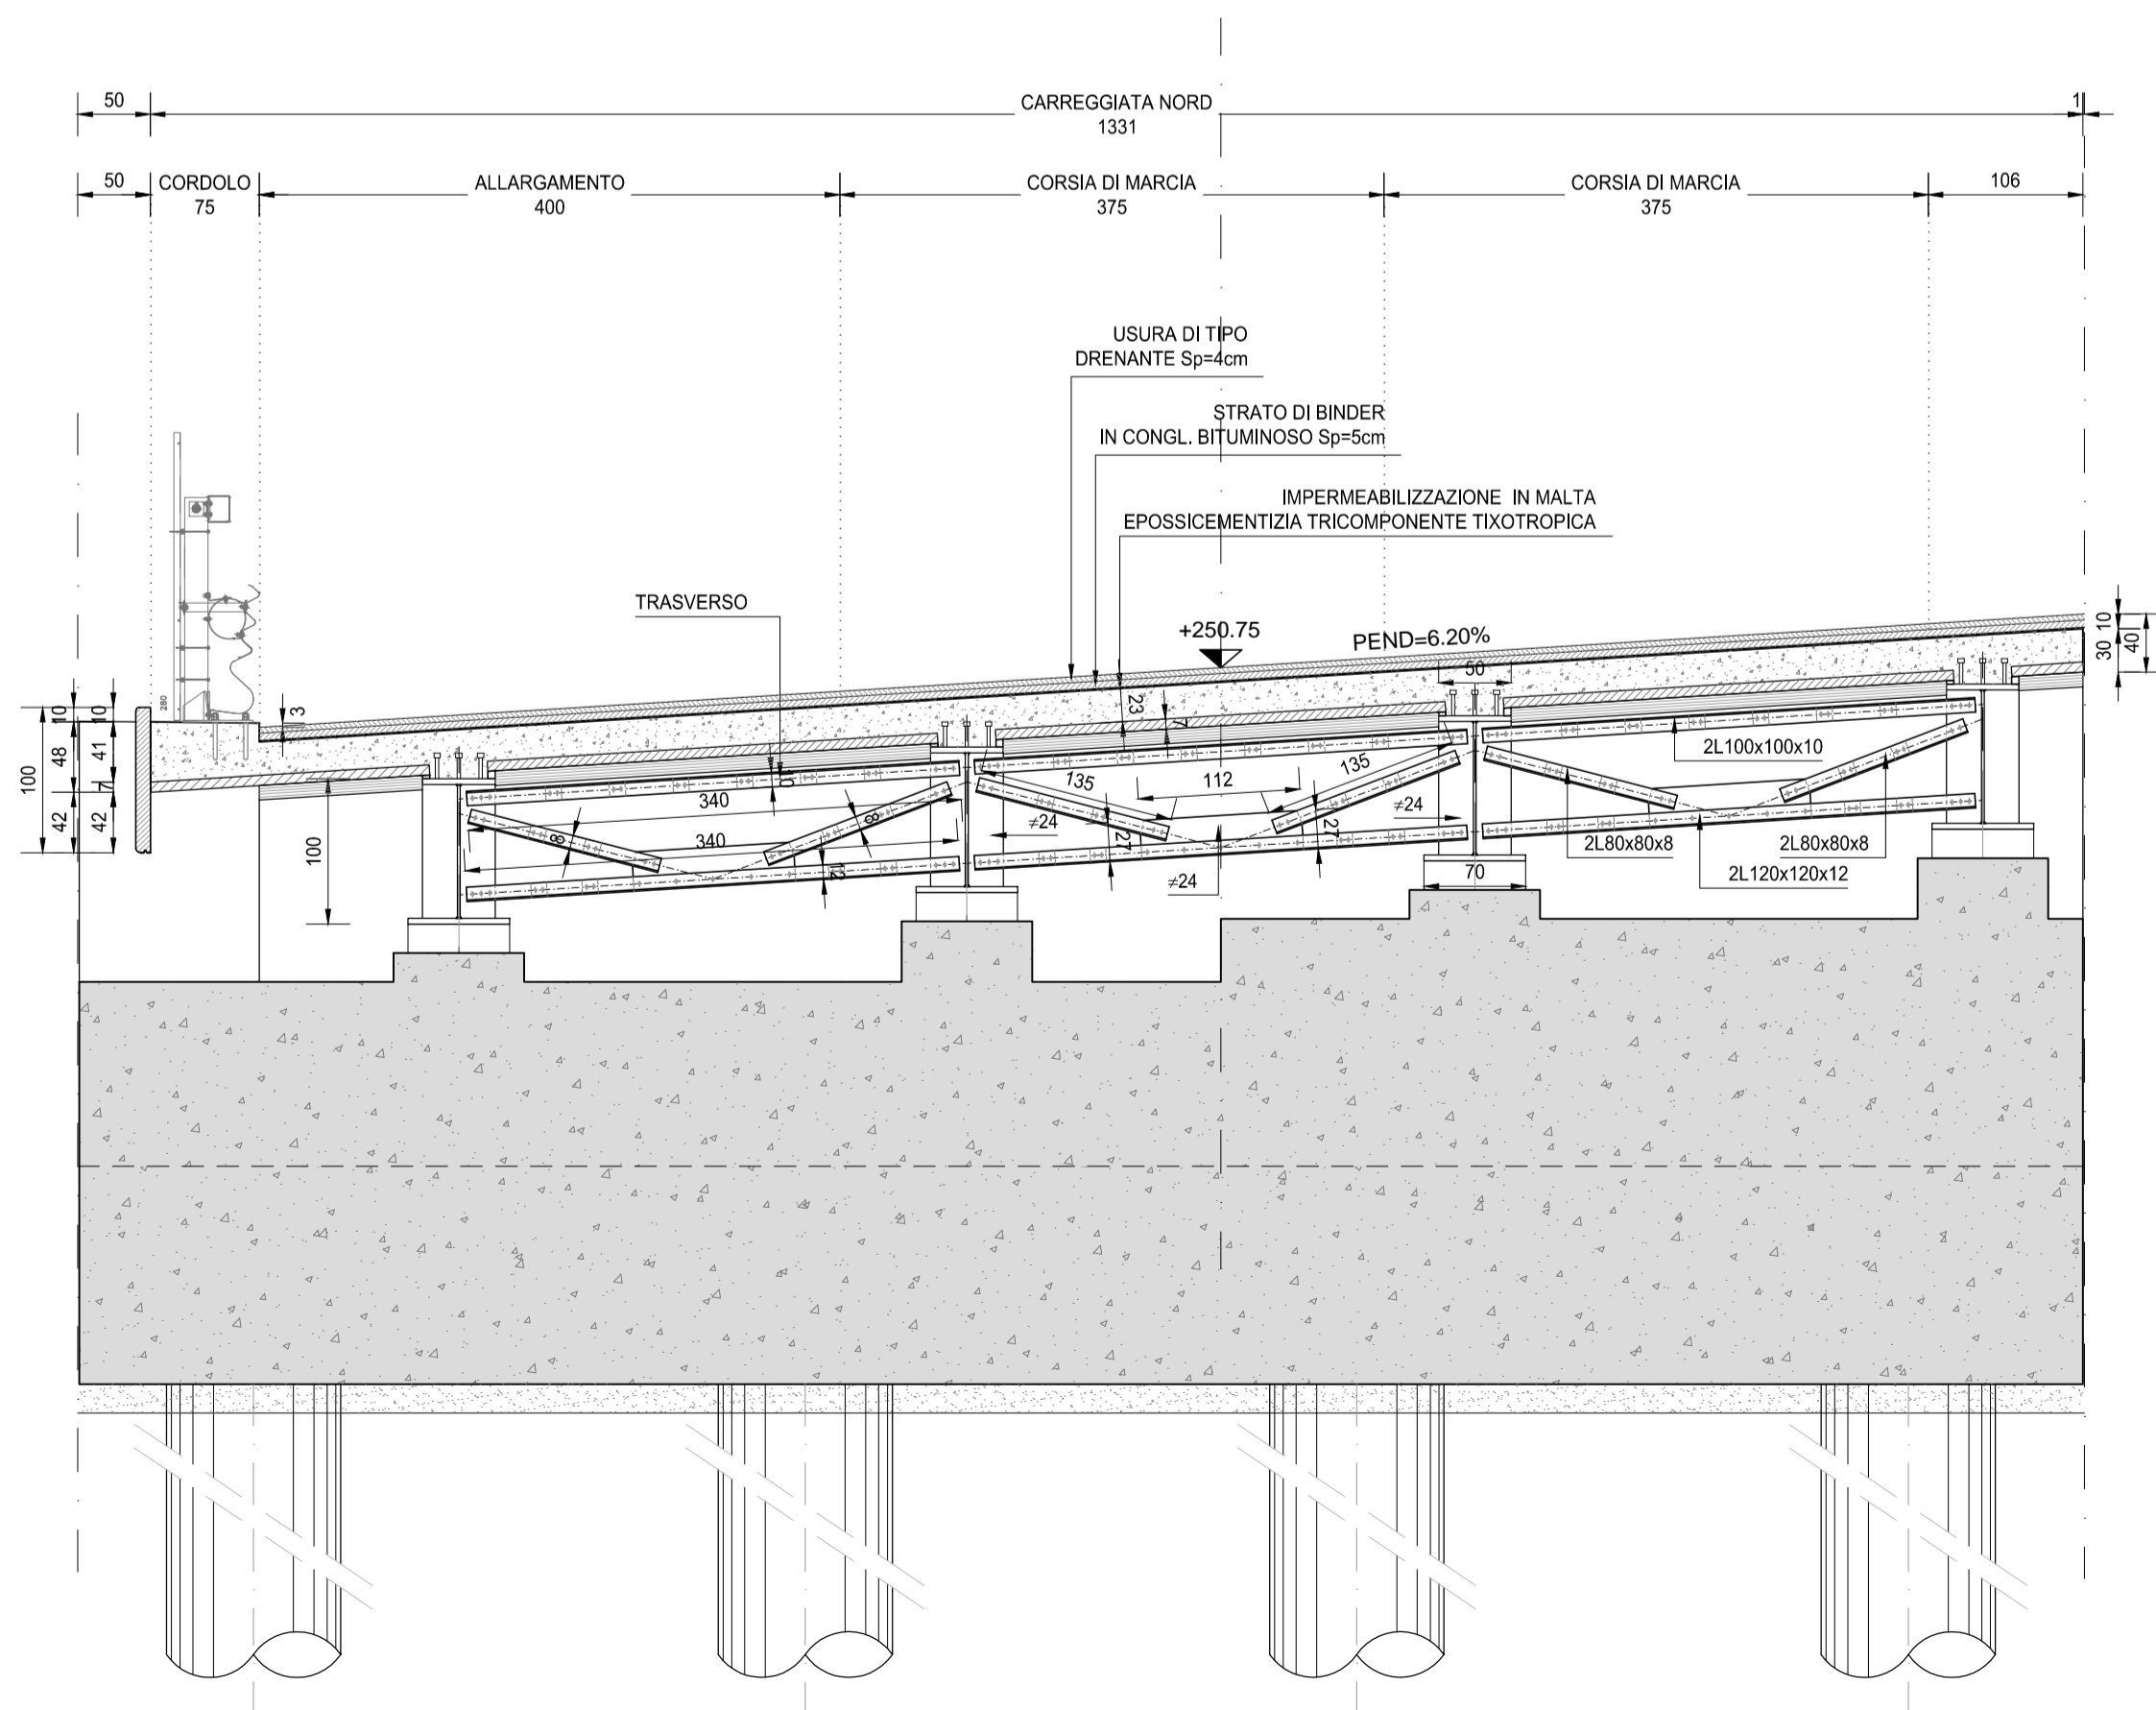 50
CARREGGIATA NORD
1331
1
50
CORDOLO
75
ALLARGAMENTO
400
CORSIA DI MARCIA
375
CORSIA DI MARCIA
375
106
USURA DI TIPO
DRENANTE Sp=4cm
STRATO DI BINDER
IN CONGL. BITUMINOSO Sp=5cm
IMPERMEABILIZZAZIONE IN MALTA
EPOSSICEMENTIZIA TRICOMPONENTE TIXOTROPICA
TRASVERSO
+250.75
PEND=6.20%
50
10
30
40
280
3
10
10
48
41
7
100
42
42
23
7
10
340
340
8
8
12
100
135
112
135
≠24
≠24
≠24
27
27
70
2L100x100x10
2L80x80x8
2L80x80x8
2L120x120x12